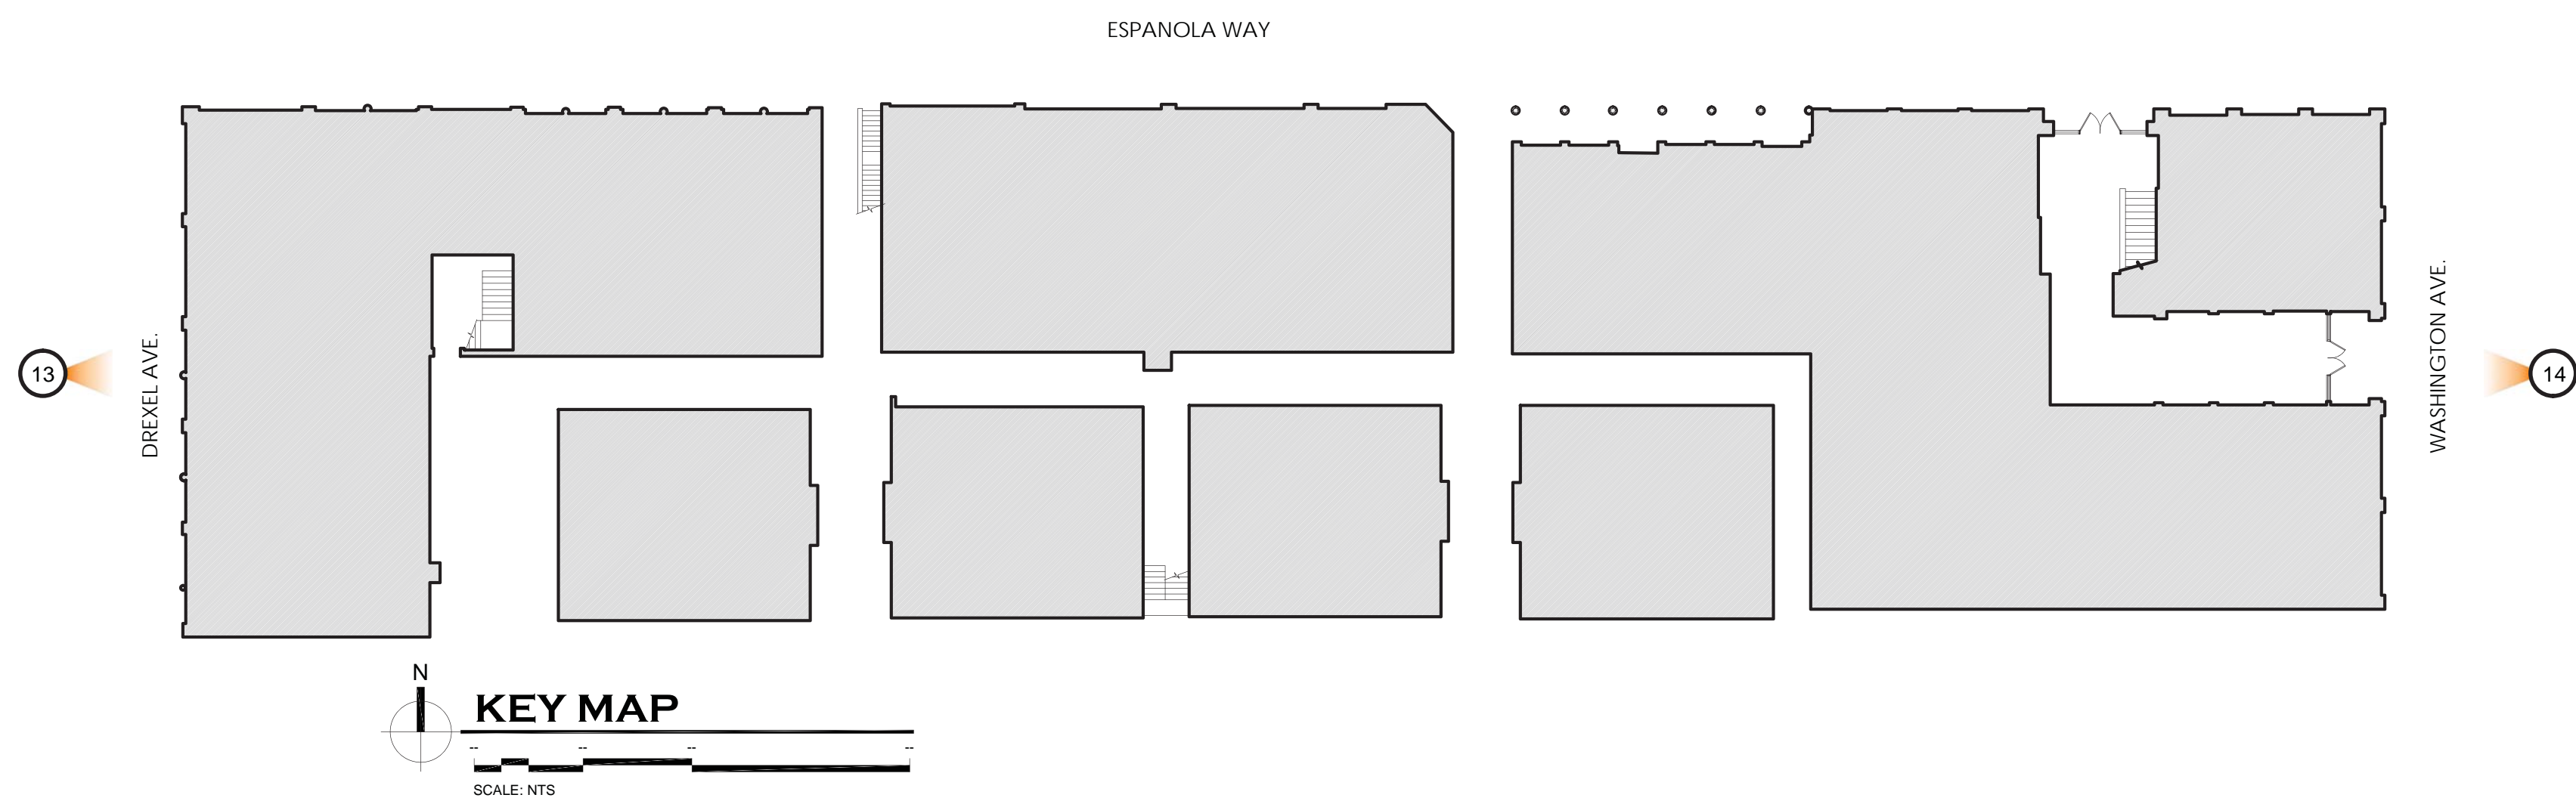 ESPANOLA WAY
DREXEL AVE.
WASHINGTON AVE.
13
14
N
KEY MAP
-- -- -- --
SCALE: NTS